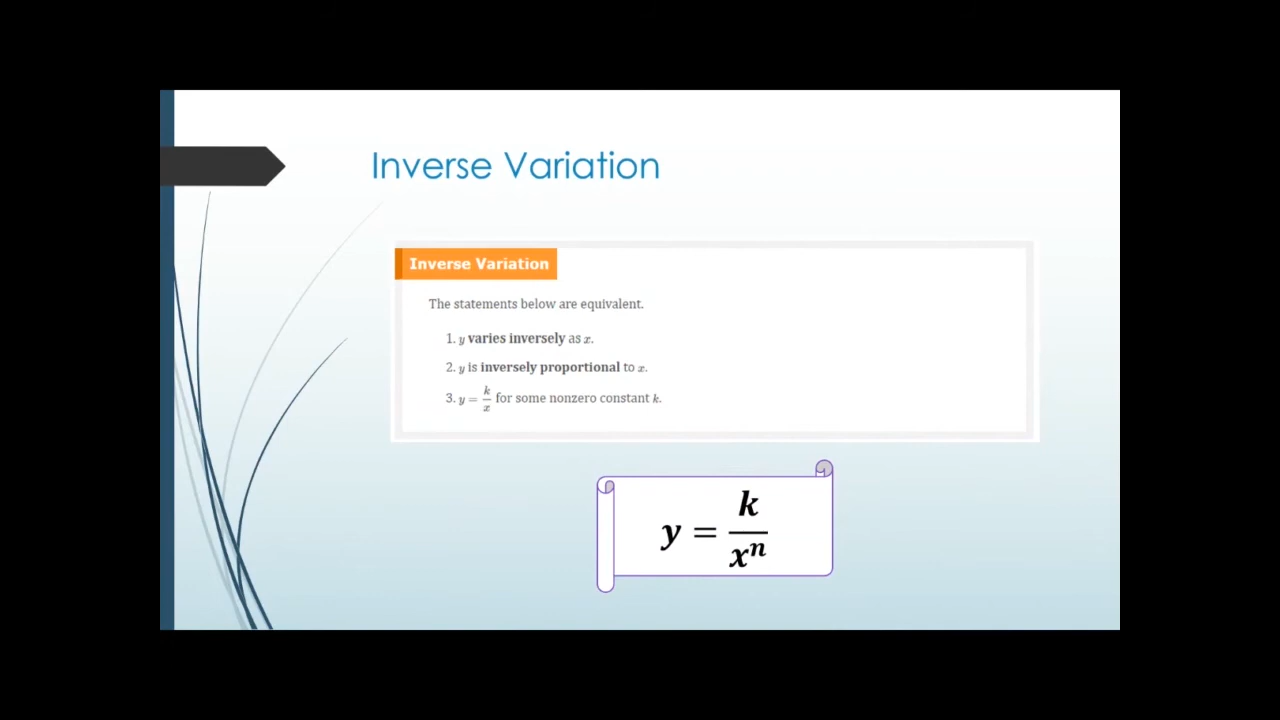 Inverse Variation
Inverse Variation
The statements below are equivalent.
1. y varies inversely as x.
2. y is inversely proportional to x.
3. y = k/x for some nonzero constant k.
y = k/xⁿ